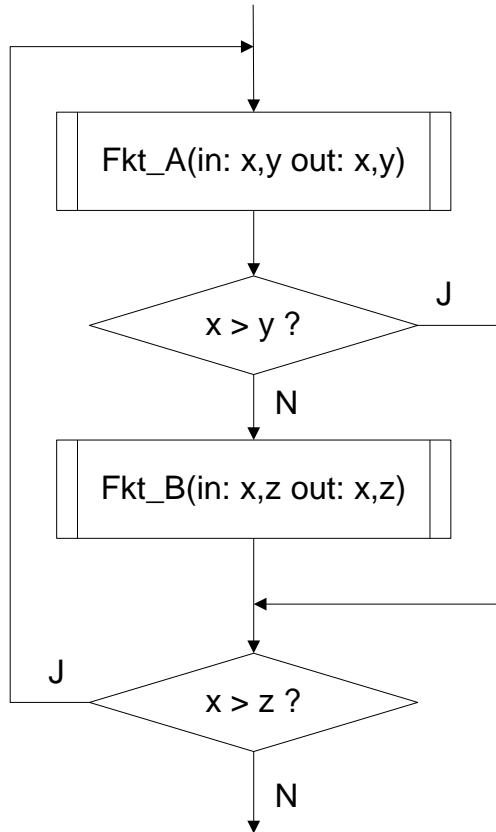 Fkt_A(in: x,y out: x,y)
x > y ?
J
N
Fkt_B(in: x,z out: x,z)
J
x > z ?
N